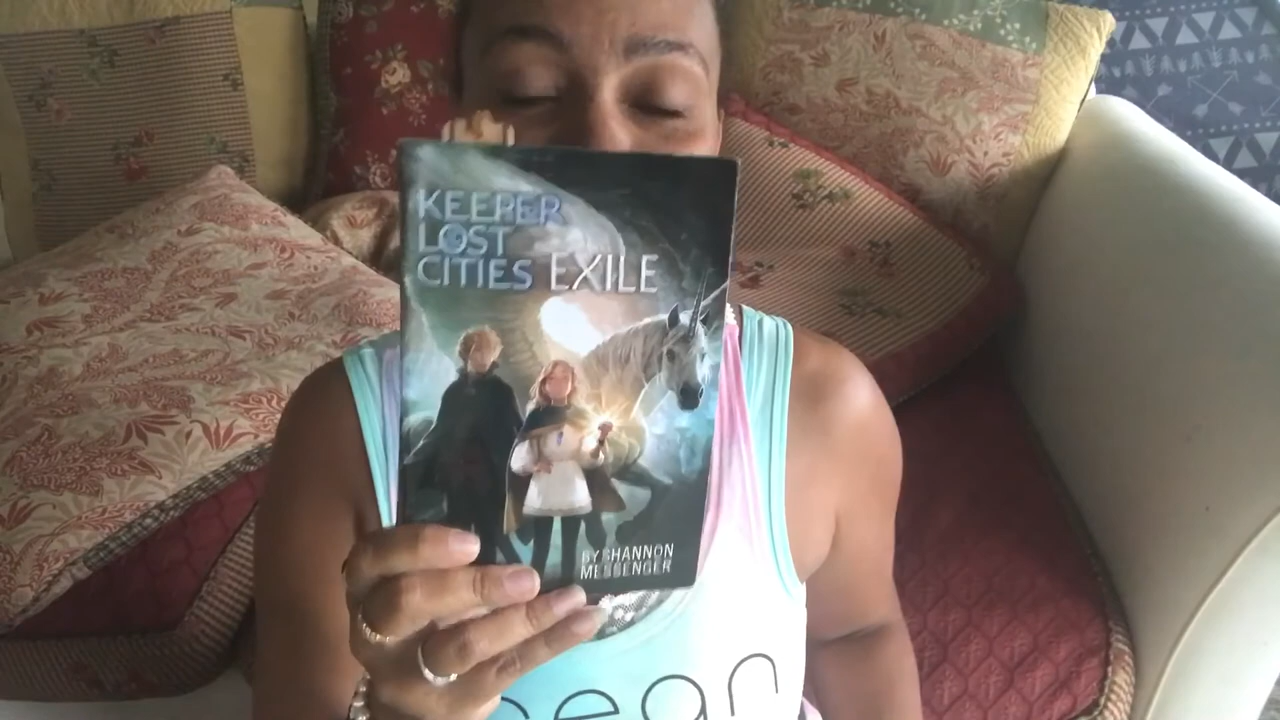 KEEPER
LOST
CITIES EXILE
BY SHANNON
MESSENGER